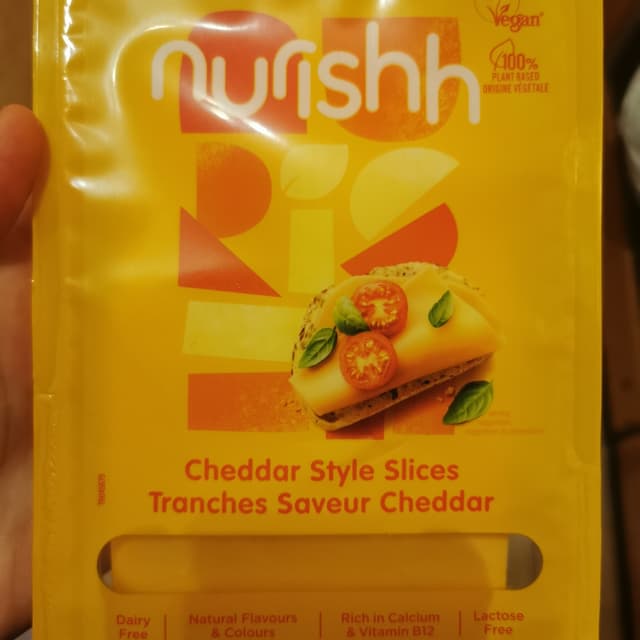 Vegan
nurishh
100%
PLANT BASED
ORIGINE VÉGÉTALE
Cheddar Style Slices
Tranches Saveur Cheddar
Dairy Free
Natural Flavours & Colours
Rich in Calcium & Vitamin B12
Lactose Free